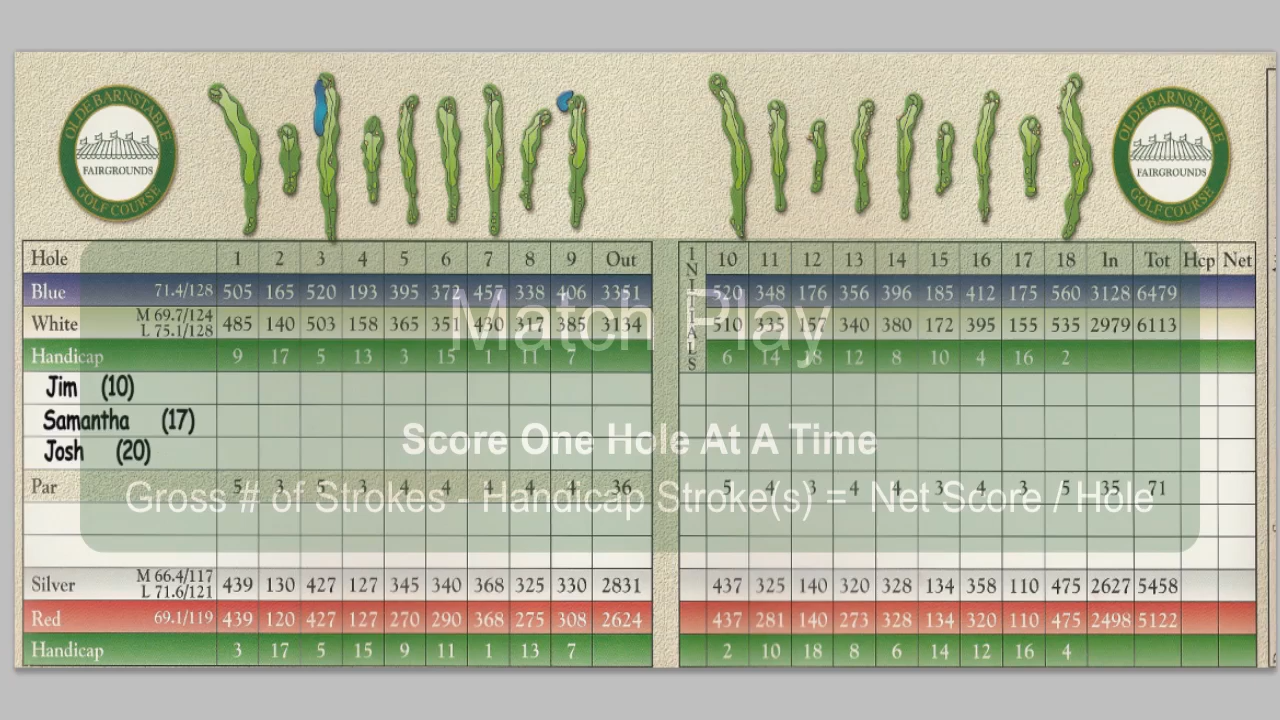 OLDE BARNSTABLE
FAIRGROUNDS
GOLF COURSE
OLDE BARNSTABLE
FAIRGROUNDS
GOLF COURSE
Hole 1 2 3 4 5 6 7 8 9 Out INITIALS 10 11 12 13 14 15 16 17 18 In Tot Hcp Net
Blue 71.4/128 505 165 520 193 395 372 457 338 406 3351 520 348 176 356 396 185 412 175 560 3128 6479
Match Play
White M 69.7/124 L 75.1/128 485 140 503 158 365 351 430 317 385 3134 510 335 157 340 380 172 395 155 535 2979 6113
Handicap 9 17 5 13 3 15 1 11 7 6 14 18 12 8 10 4 16 2
Jim (10)
Samantha (17)
Score One Hole At A Time
Josh (20)
Par 5 3 5 3 4 4 4 4 4 36 5 4 3 4 4 3 4 3 5 35 71
Gross # of Strokes - Handicap Stroke(s) = Net Score / Hole
Silver M 66.4/117 L 71.6/121 439 130 427 127 345 340 368 325 330 2831 437 325 140 320 328 134 358 110 475 2627 5458
Red 69.1/119 439 120 427 127 270 290 368 275 308 2624 437 281 140 273 328 134 320 110 475 2498 5122
Handicap 3 17 5 15 9 11 1 13 7 2 10 18 8 6 14 12 16 4